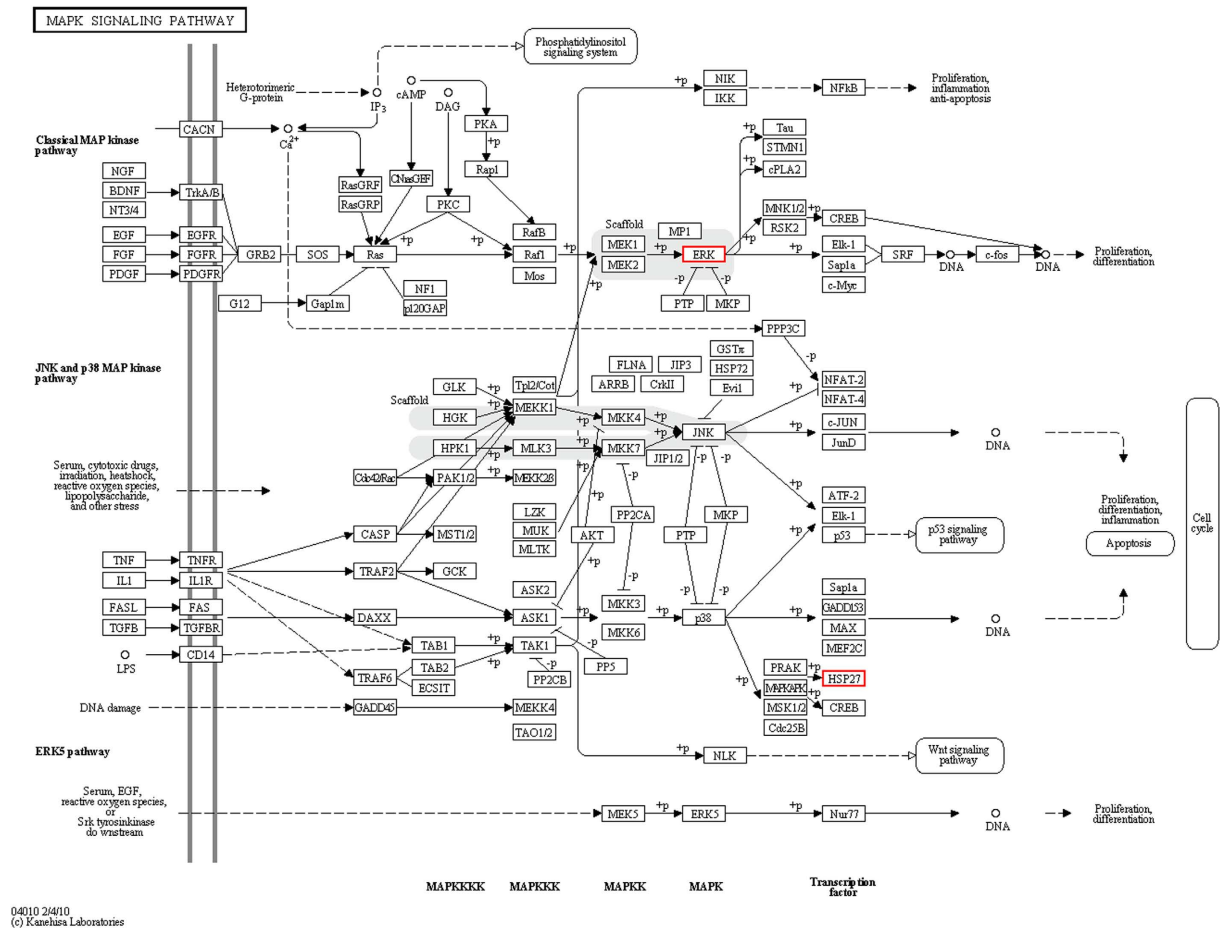 MAPK SIGNALING PATHWAY
Phosphatidylinositol
signaling system
Heterotorimeric
G-protein
IP3
cAMP
DAG
+p
NIK
IKK
NFkB
Proliferation,
inflammation
anti-apoptosis
Classical MAP kinase
pathway
CACN
Ca2+
PKA
+p
Rap1
+p
Tau
STMN1
+p
cPLA2
NGF
BDNF
NT3/4
TrkA/B
RasGRF
RasGRP
CNrasGEF
PKC
RafB
Scaffold
MP1
MNK1/2
RSK2
+p
+p
CREB
EGF
EGFR
FGF
FGFR
PDGF
PDGFR
GRB2
SOS
Ras
+p
+p
Raf1
Mos
+p
+p
MEK1
MEK2
+p
ERK
+p
Elk-1
Sap1a
c-Myc
SRF
DNA
c-fos
DNA
Proliferation,
differentiation
G12
Gap1m
NF1
p120GAP
-p
-p
PTP
MKP
PPP3C
-p
JNK and p38 MAP kinase
pathway
Scaffold
GLK
HGK
HPK1
+p
+p
+p
+p
Tpl2/Cot
MEKK1
MLK3
+p
+p
FLNA
JIP3
ARRB
CrkII
GSTπ
HSP72
Evi1
MKK4
MKK7
+p
+p
JIP1/2
JNK
+p
+p
NFAT-2
NFAT-4
c-JUN
JunD
DNA
Serum, cytotoxic drugs,
irradiation, heatshock,
reactive oxygen species,
lipopolysaccharide,
and other stress
Cdc42/Rac
PAK1/2
+p
MEKK2/3
-p
-p
-p
+p
ATF-2
Elk-1
p53
p53 signaling
pathway
Proliferation,
differentiation,
inflammation
Apoptosis
Cell
cycle
LZK
MUK
MLTK
+p
AKT
+p
PP2CA
-p
PTP
MKP
-p
-p
+p
CASP
MST1/2
TNF
TNFR
IL1
IL1R
TRAF2
GCK
FASL
FAS
TGFB
TGFBR
DAXX
ASK2
ASK1
+p
MKK3
MKK6
+p
p38
+p
Sap1a
GADD153
MAX
MEF2C
DNA
LPS
CD14
TAB1
TAB2
ECSIT
TRAF6
+p
+p
TAK1
-p
PP2CB
-p
PP5
+p
PRAK
MAPKAPK
MSK1/2
Cdc25B
+p
+p
HSP27
CREB
DNA damage
GADD45
MEKK4
TAO1/2
ERK5 pathway
+p
NLK
Wnt signaling
pathway
Serum, EGF,
reactive oxygen species,
or
Srk tyrosinkinase
do wnstream
MEK5
+p
ERK5
+p
Nur77
DNA
Proliferation,
differentiation
MAPKKKK
MAPKKK
MAPKK
MAPK
Transcription
factor
04010 2/4/10
(c) Kanehisa Laboratories